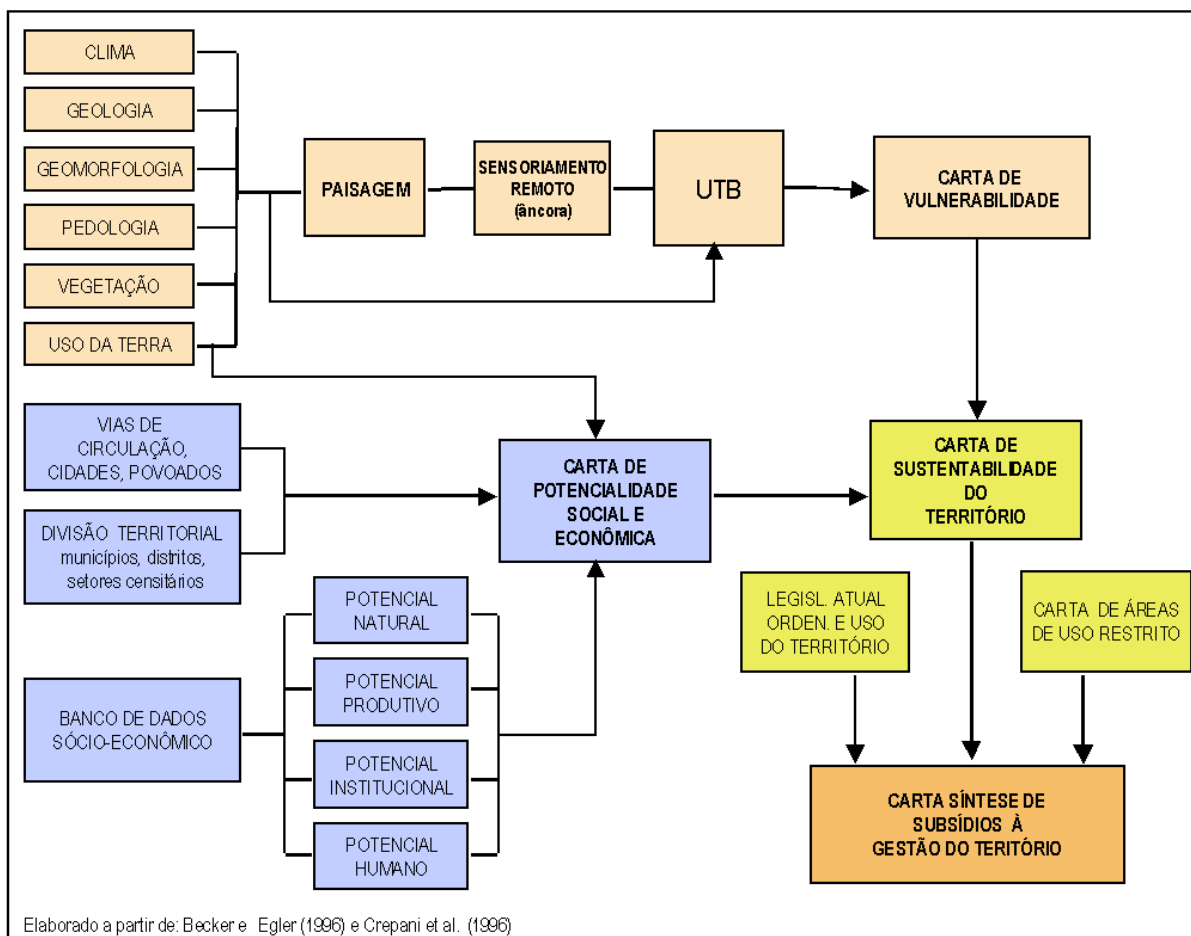 CLIMA
GEOLOGIA
GEOMORFOLOGIA
PEDOLOGIA
VEGETAÇÃO
USO DA TERRA
PAISAGEM
SENSORIAMENTO
REMOTO
(âncora)
UTB
CARTA DE
VULNERABILIDADE
VIAS DE
CIRCULAÇÃO,
CIDADES, POVOADOS
DIVISÃO TERRITORIAL
municípios, distritos,
setores censitários
CARTA DE
POTENCIALIDADE
SOCIAL E
ECONÔMICA
CARTA DE
SUSTENTABILIDADE
DO
TERRITÓRIO
BANCO DE DADOS
SÓCIO-ECONÔMICO
POTENCIAL
NATURAL
POTENCIAL
PRODUTIVO
POTENCIAL
INSTITUCIONAL
POTENCIAL
HUMANO
LEGISL. ATUAL
ORDEN. E USO
DO TERRITÓRIO
CARTA DE ÁREAS
DE USO RESTRITO
CARTA SÍNTESE DE
SUBSÍDIOS À
GESTÃO DO TERITÓRIO
Elaborado a partir de: Becker e Egler (1996) e Crepani et al. (1996)